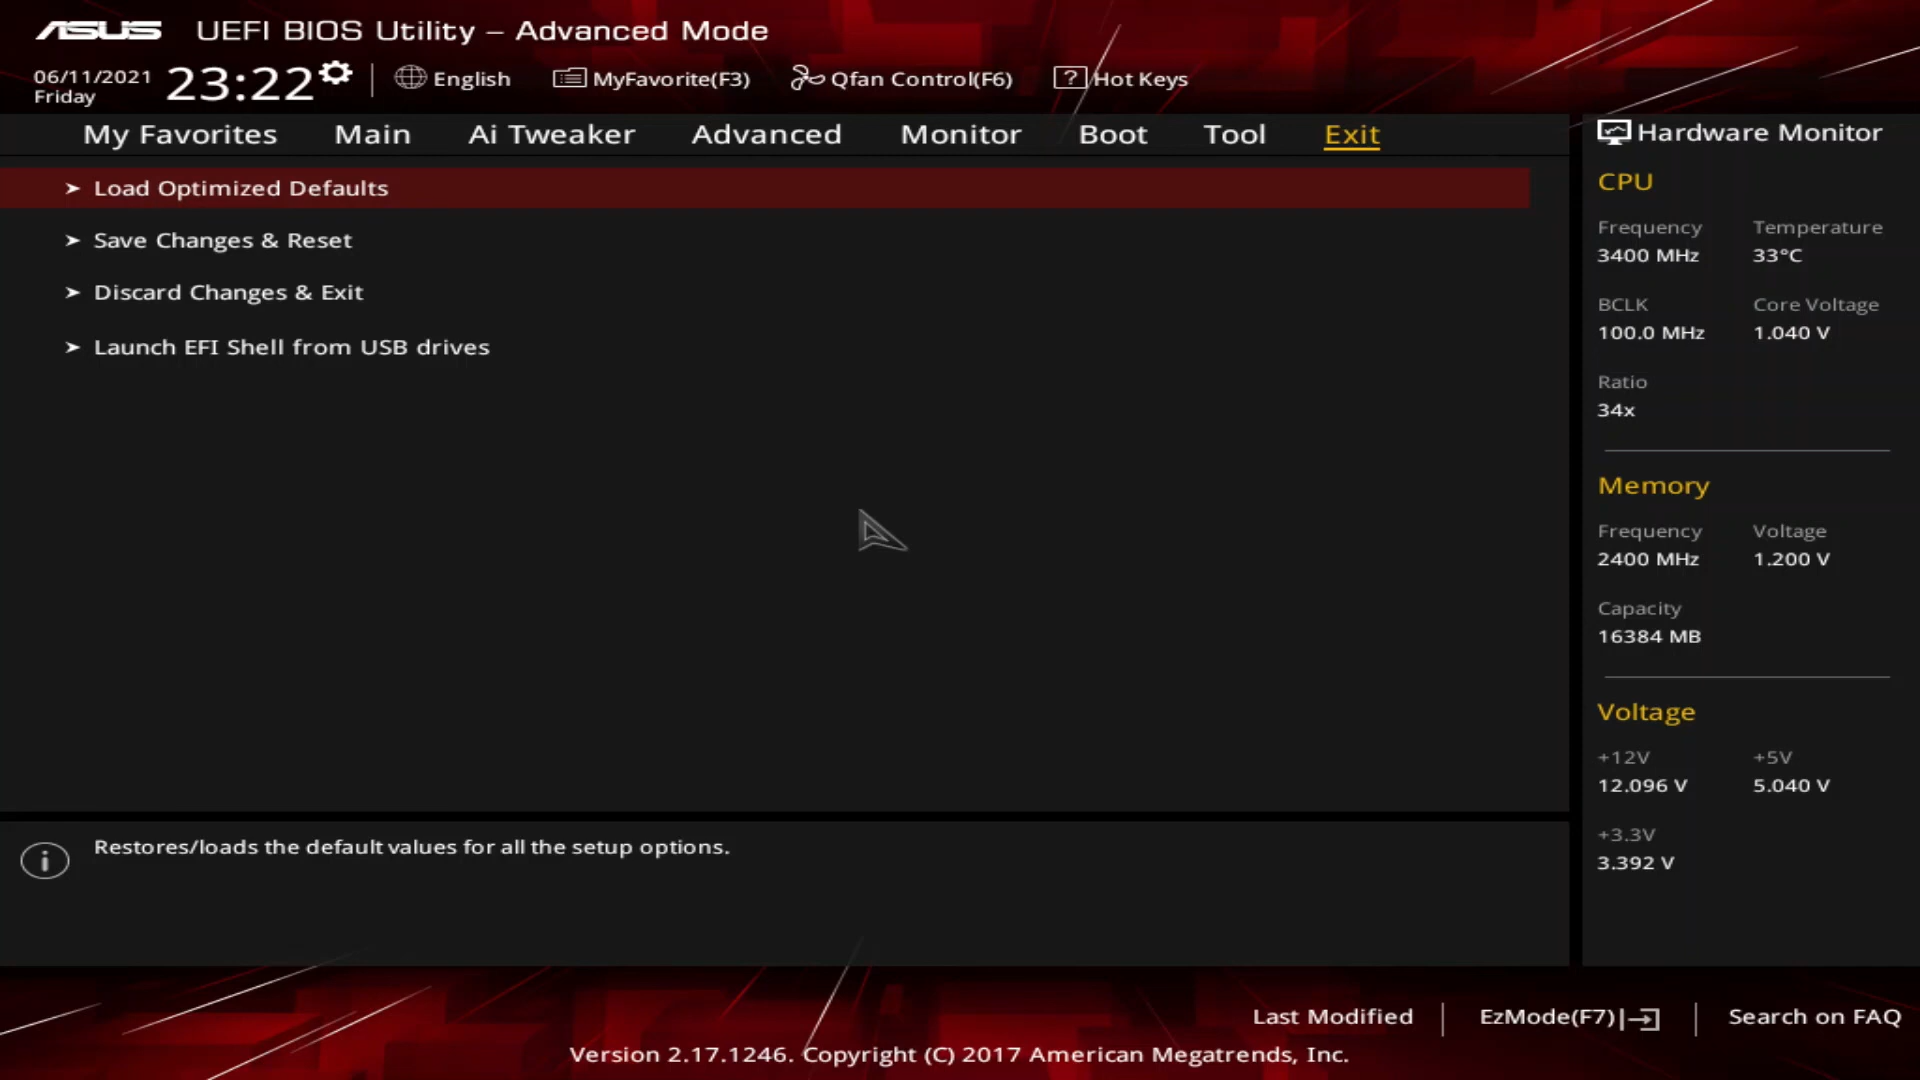 ASUS UEFI BIOS Utility – Advanced Mode
06/11/2021
Friday
23:22
English
MyFavorite(F3)
Qfan Control(F6)
? Hot Keys
My Favorites
Main
Ai Tweaker
Advanced
Monitor
Boot
Tool
Exit
Load Optimized Defaults
Save Changes & Reset
Discard Changes & Exit
Launch EFI Shell from USB drives
Restores/loads the default values for all the setup options.
Hardware Monitor
CPU
Frequency Temperature
3400 MHz 33°C
BCLK Core Voltage
100.0 MHz 1.040 V
Ratio
34x
Memory
Frequency Voltage
2400 MHz 1.200 V
Capacity
16384 MB
Voltage
+12V +5V
12.096 V 5.040 V
+3.3V
3.392 V
Last Modified
EzMode(F7)
Search on FAQ
Version 2.17.1246. Copyright (C) 2017 American Megatrends, Inc.